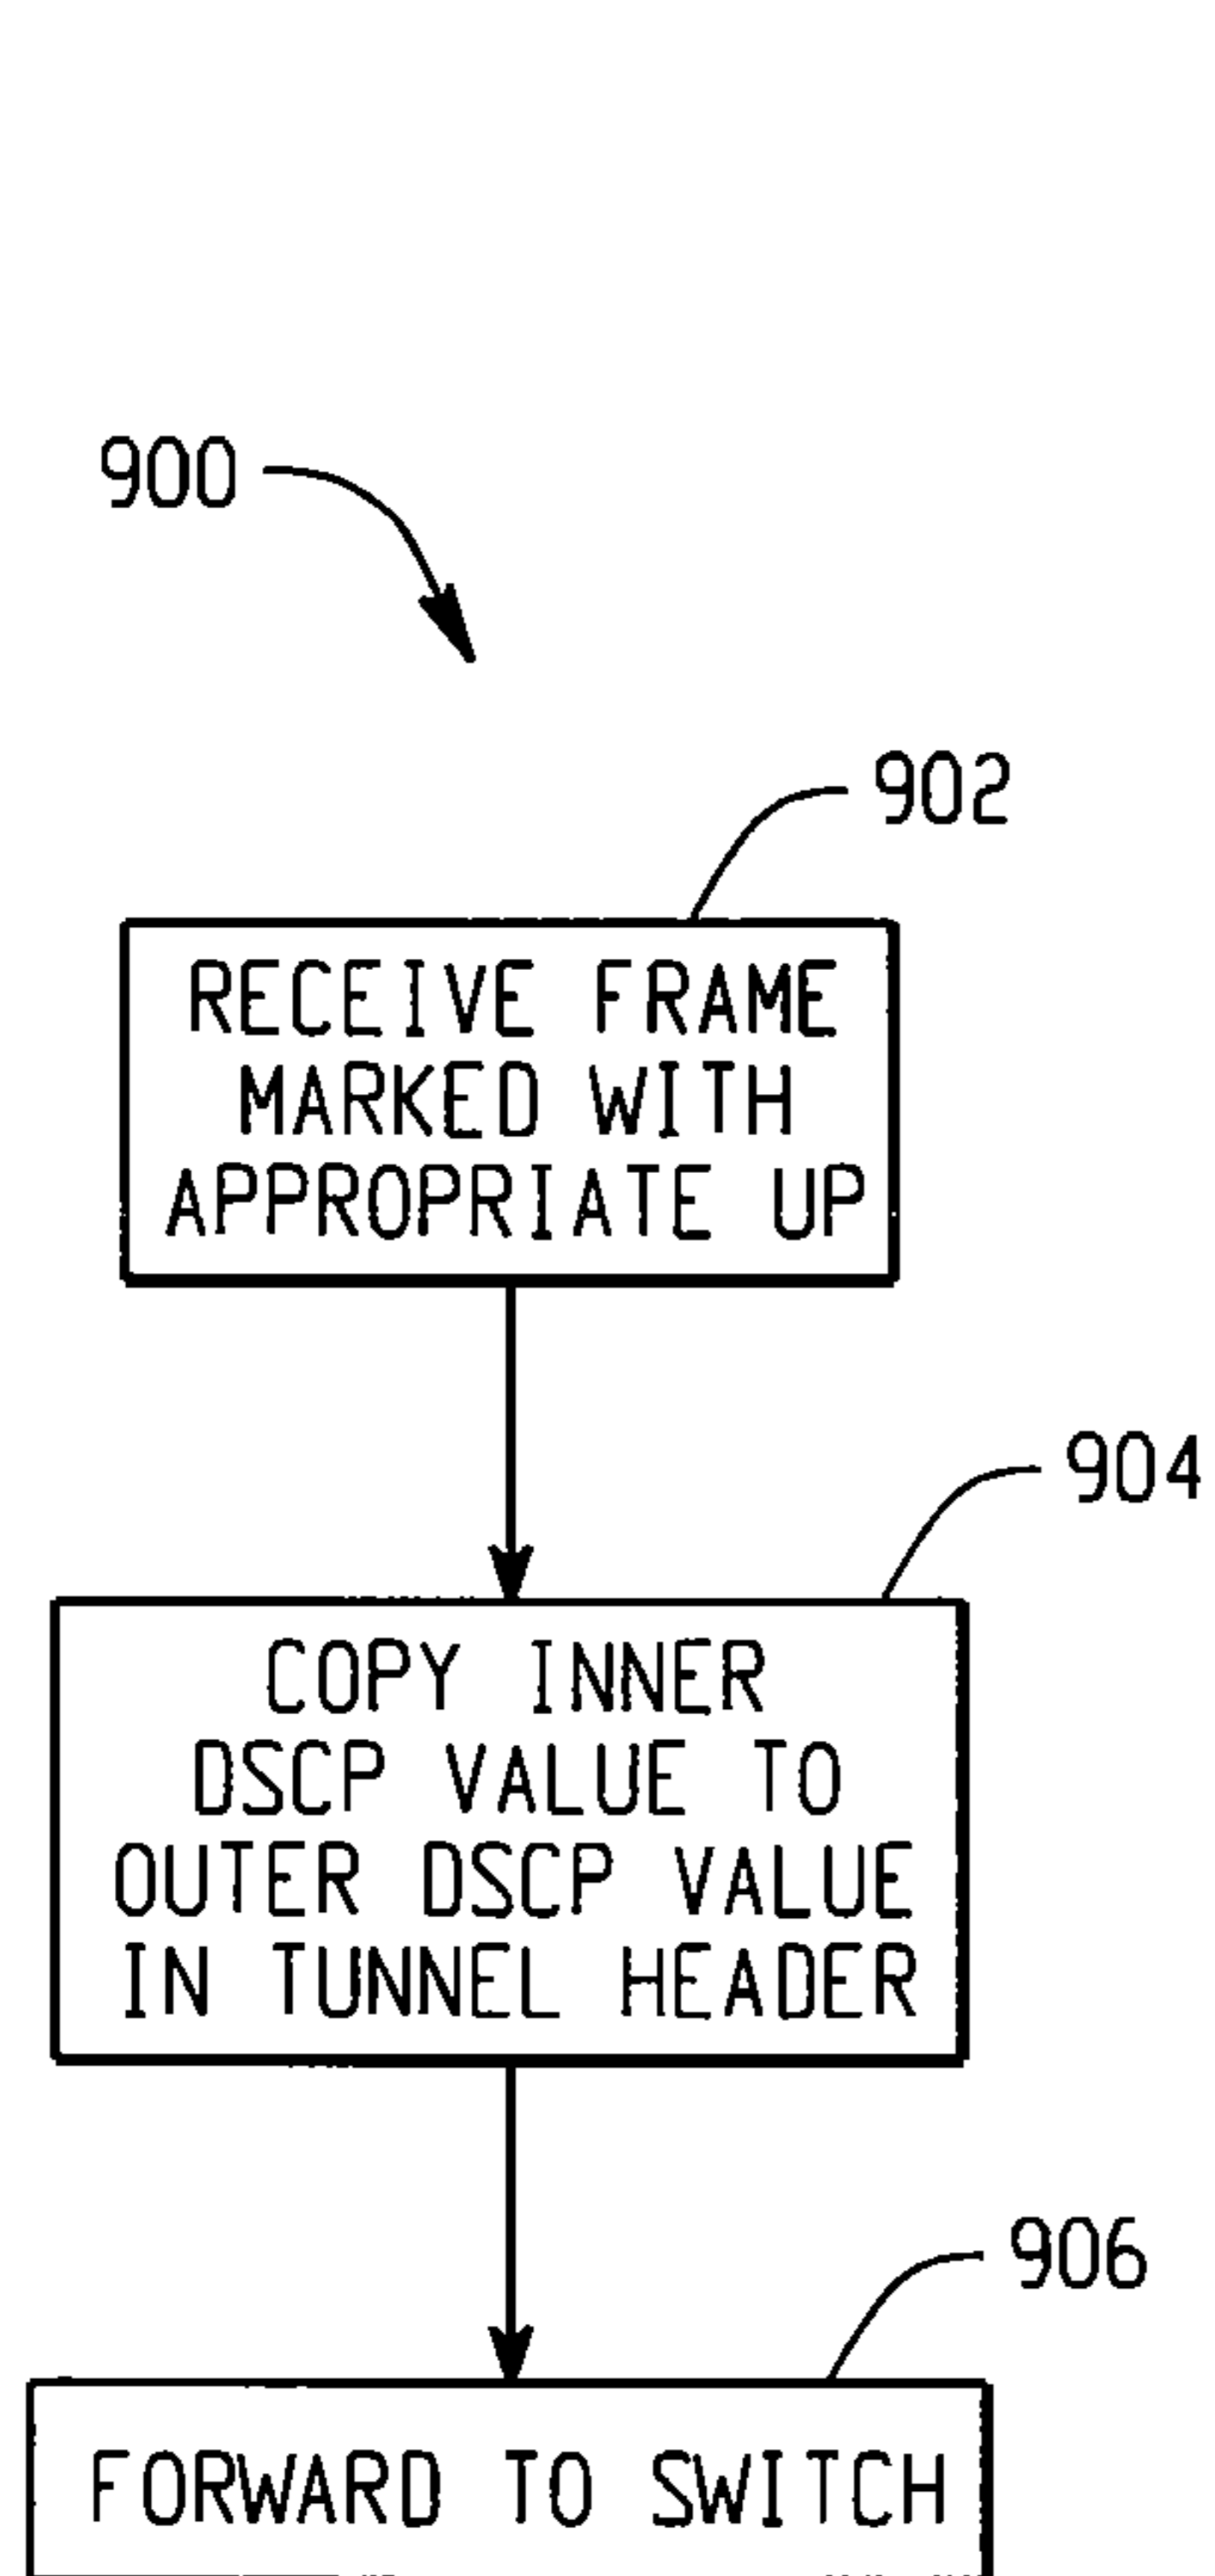 900
902
RECEIVE FRAME
MARKED WITH
APPROPRIATE UP
904
COPY INNER
DSCP VALUE TO
OUTER DSCP VALUE
IN TUNNEL HEADER
906
FORWARD TO SWITCH